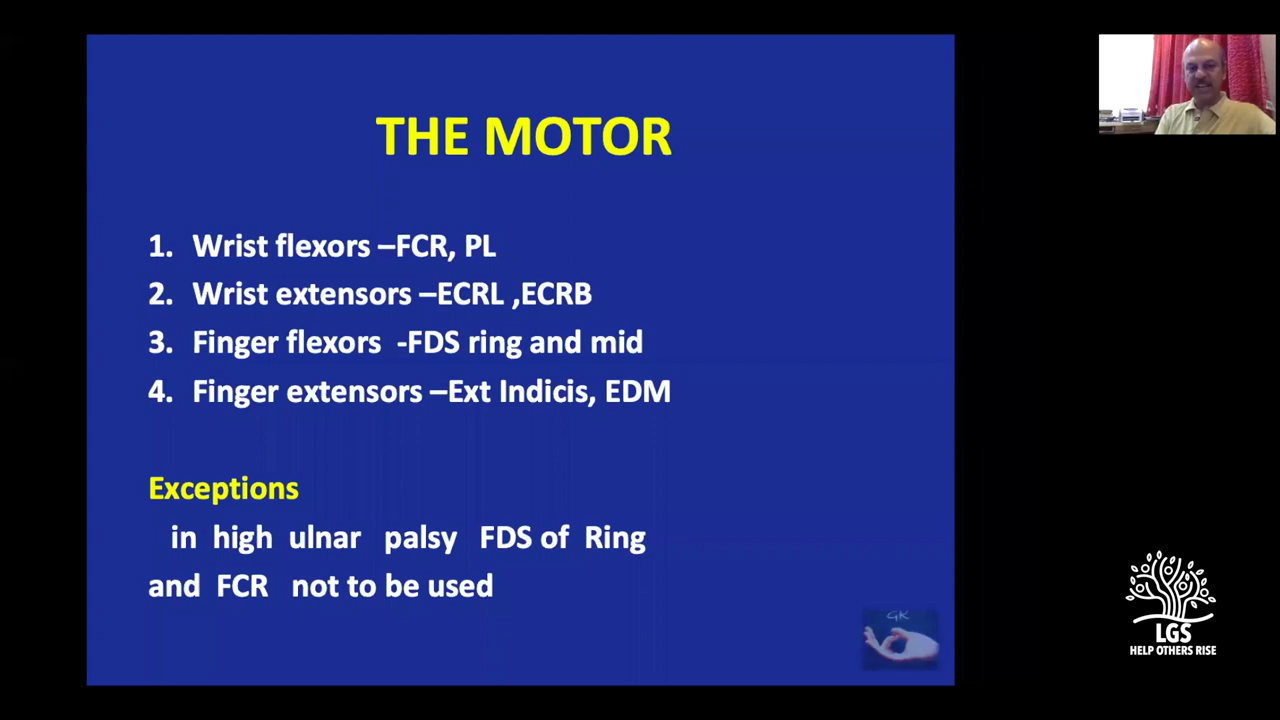 THE MOTOR
1. Wrist flexors –FCR, PL
2. Wrist extensors –ECRL ,ECRB
3. Finger flexors -FDS ring and mid
4. Finger extensors –Ext Indicis, EDM
Exceptions
in high ulnar palsy FDS of Ring
and FCR not to be used
GK
LGS
HELP OTHERS RISE